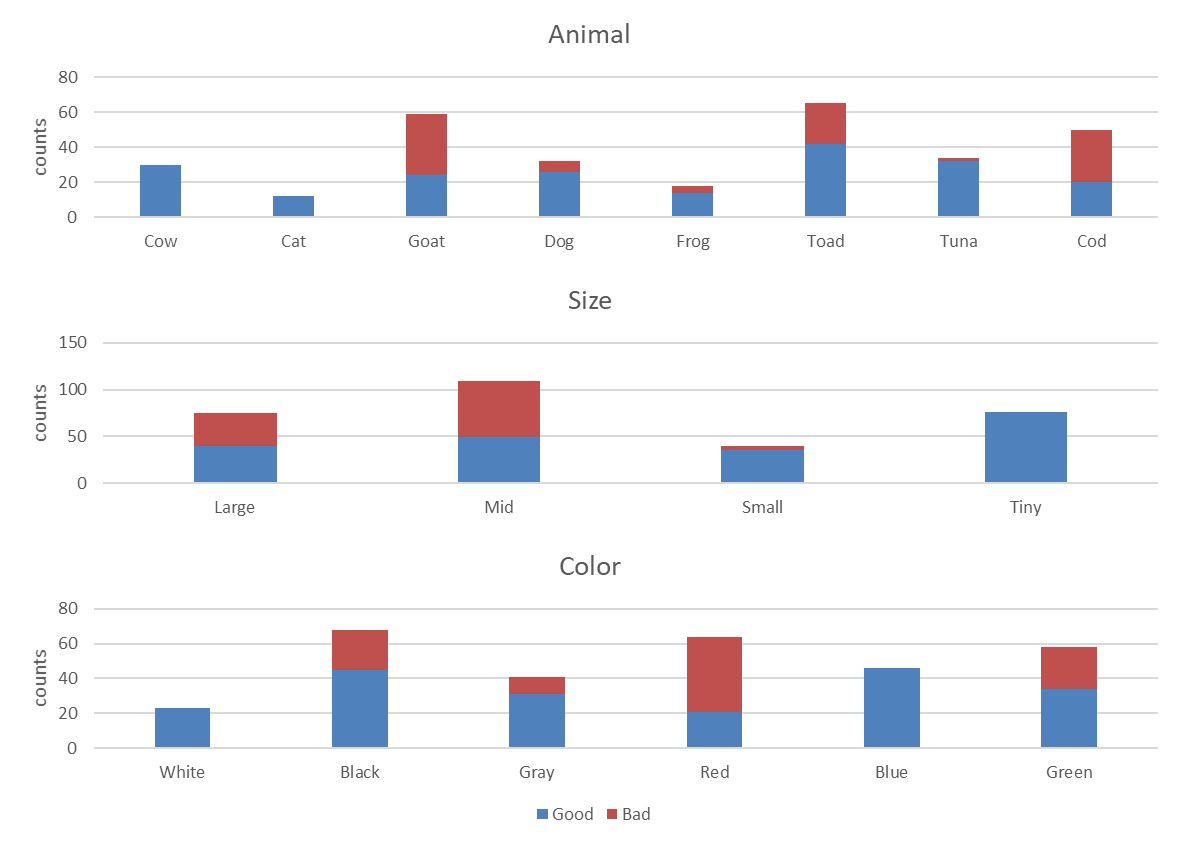 Animal
80
60
40
20
0
counts
Cow Cat Goat Dog Frog Toad Tuna Cod
Size
150
100
50
0
counts
Large Mid Small Tiny
Color
80
60
40
20
0
counts
White Black Gray Red Blue Green
Good Bad